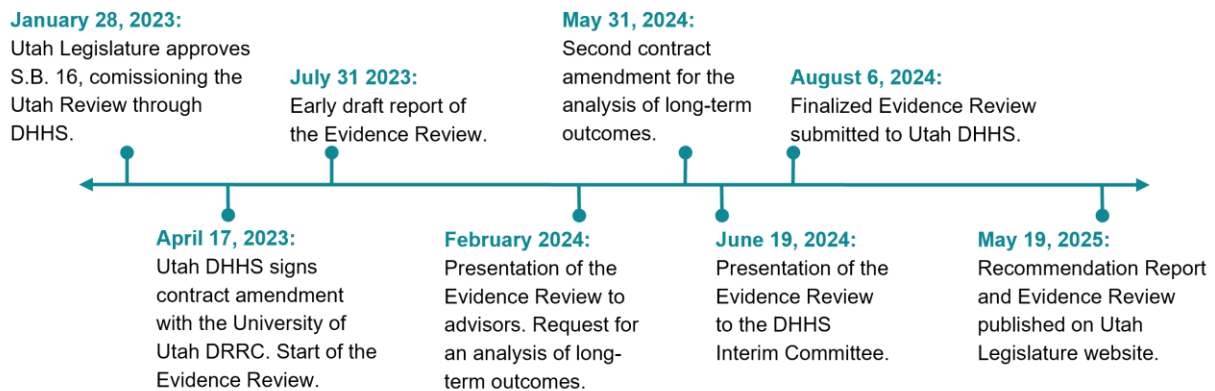 January 28, 2023:
Utah Legislature approves
S.B. 16, comissioning the
Utah Review through
DHHS.
July 31 2023:
Early draft report of
the Evidence Review.
May 31, 2024:
Second contract
amendment for the
analysis of long-term
outcomes.
August 6, 2024:
Finalized Evidence Review
submitted to Utah DHHS.
April 17, 2023:
Utah DHHS signs
contract amendment
with the University of
Utah DRRC. Start of the
Evidence Review.
February 2024:
Presentation of the
Evidence Review to
advisors. Request for
an analysis of long-
term outcomes.
June 19, 2024:
Presentation of the
Evidence Review
to the DHHS
Interim Committee.
May 19, 2025:
Recommendation Report
and Evidence Review
published on Utah
Legislature website.